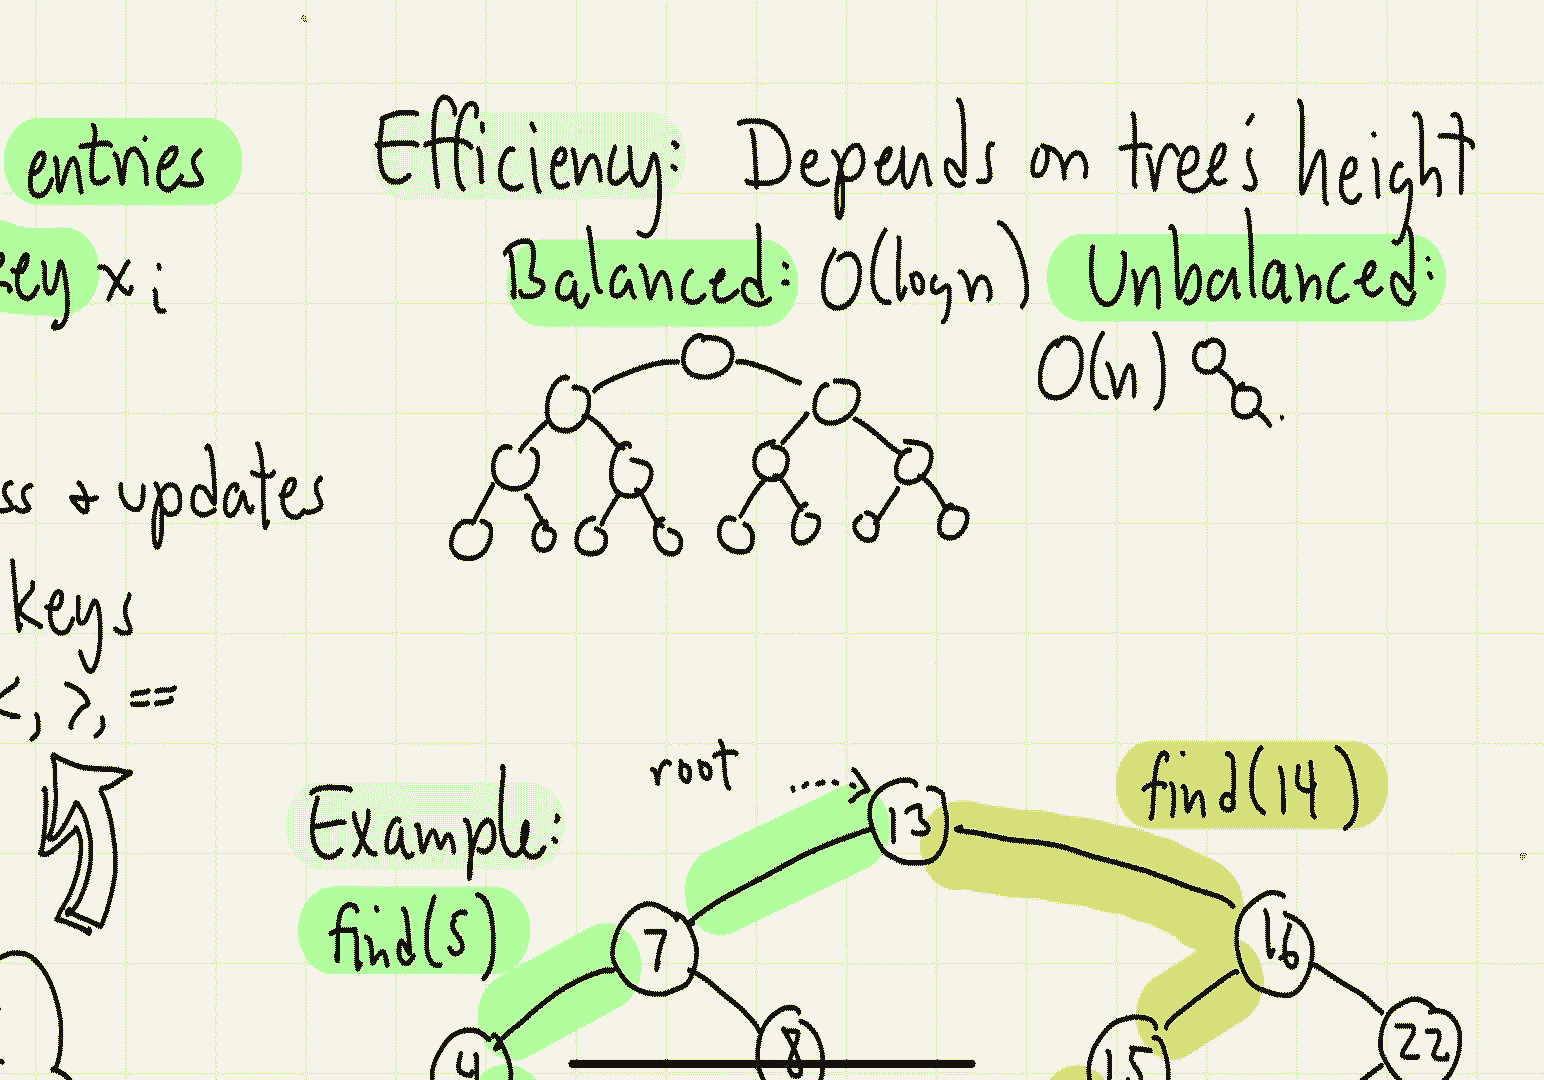 entries
Efficiency: Depends on tree's height
key xi
Balanced: O(log n) Unbalanced:
O(n)
ss & updates
keys
<, >, ==
Example:
root
13
find(14)
find(5)
7
16
4
8
15
22